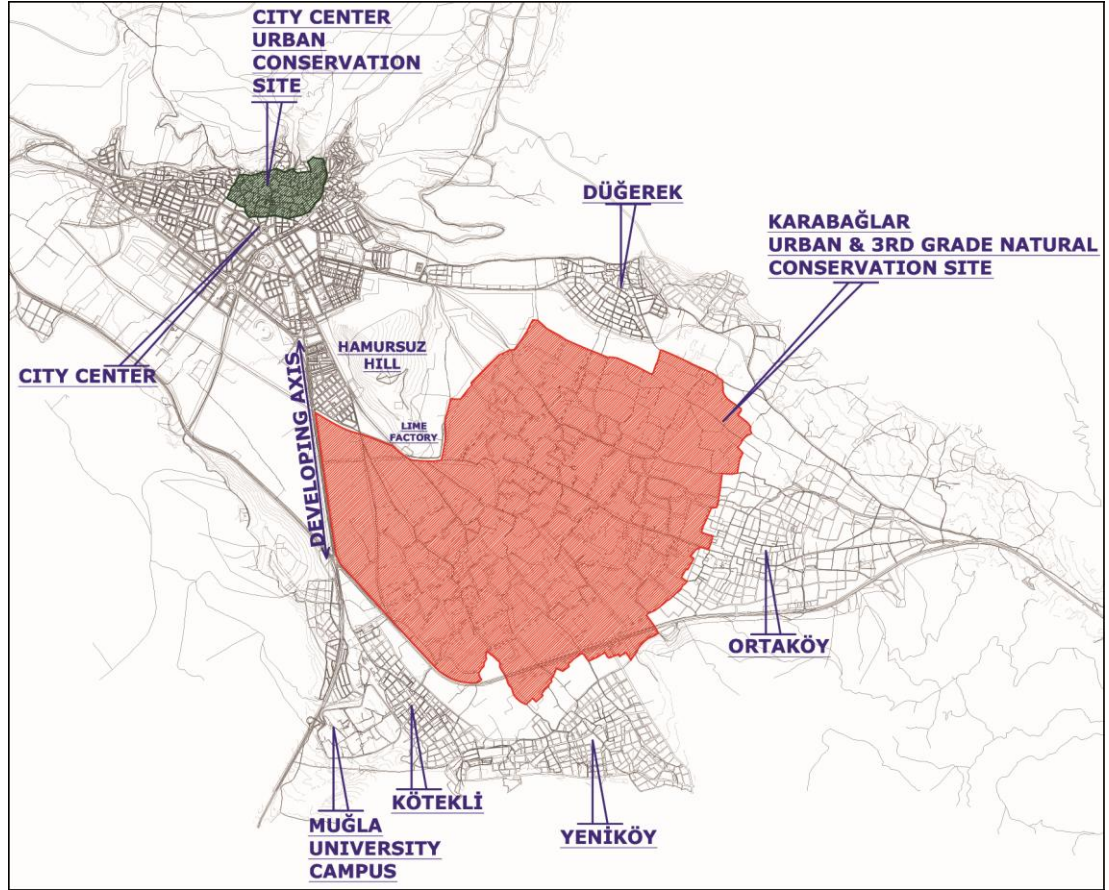 CITY CENTER
URBAN
CONSERVATION
SITE
DÜĞEREK
KARABAĞLAR
URBAN & 3RD GRADE NATURAL
CONSERVATION SITE
HAMURSUZ
HILL
CITY CENTER
DEVELOPING AXIS
LIME
FACTORY
ORTAKÖY
KÖTEKLİ
MUĞLA
UNIVERSITY
CAMPUS
YENİKÖY